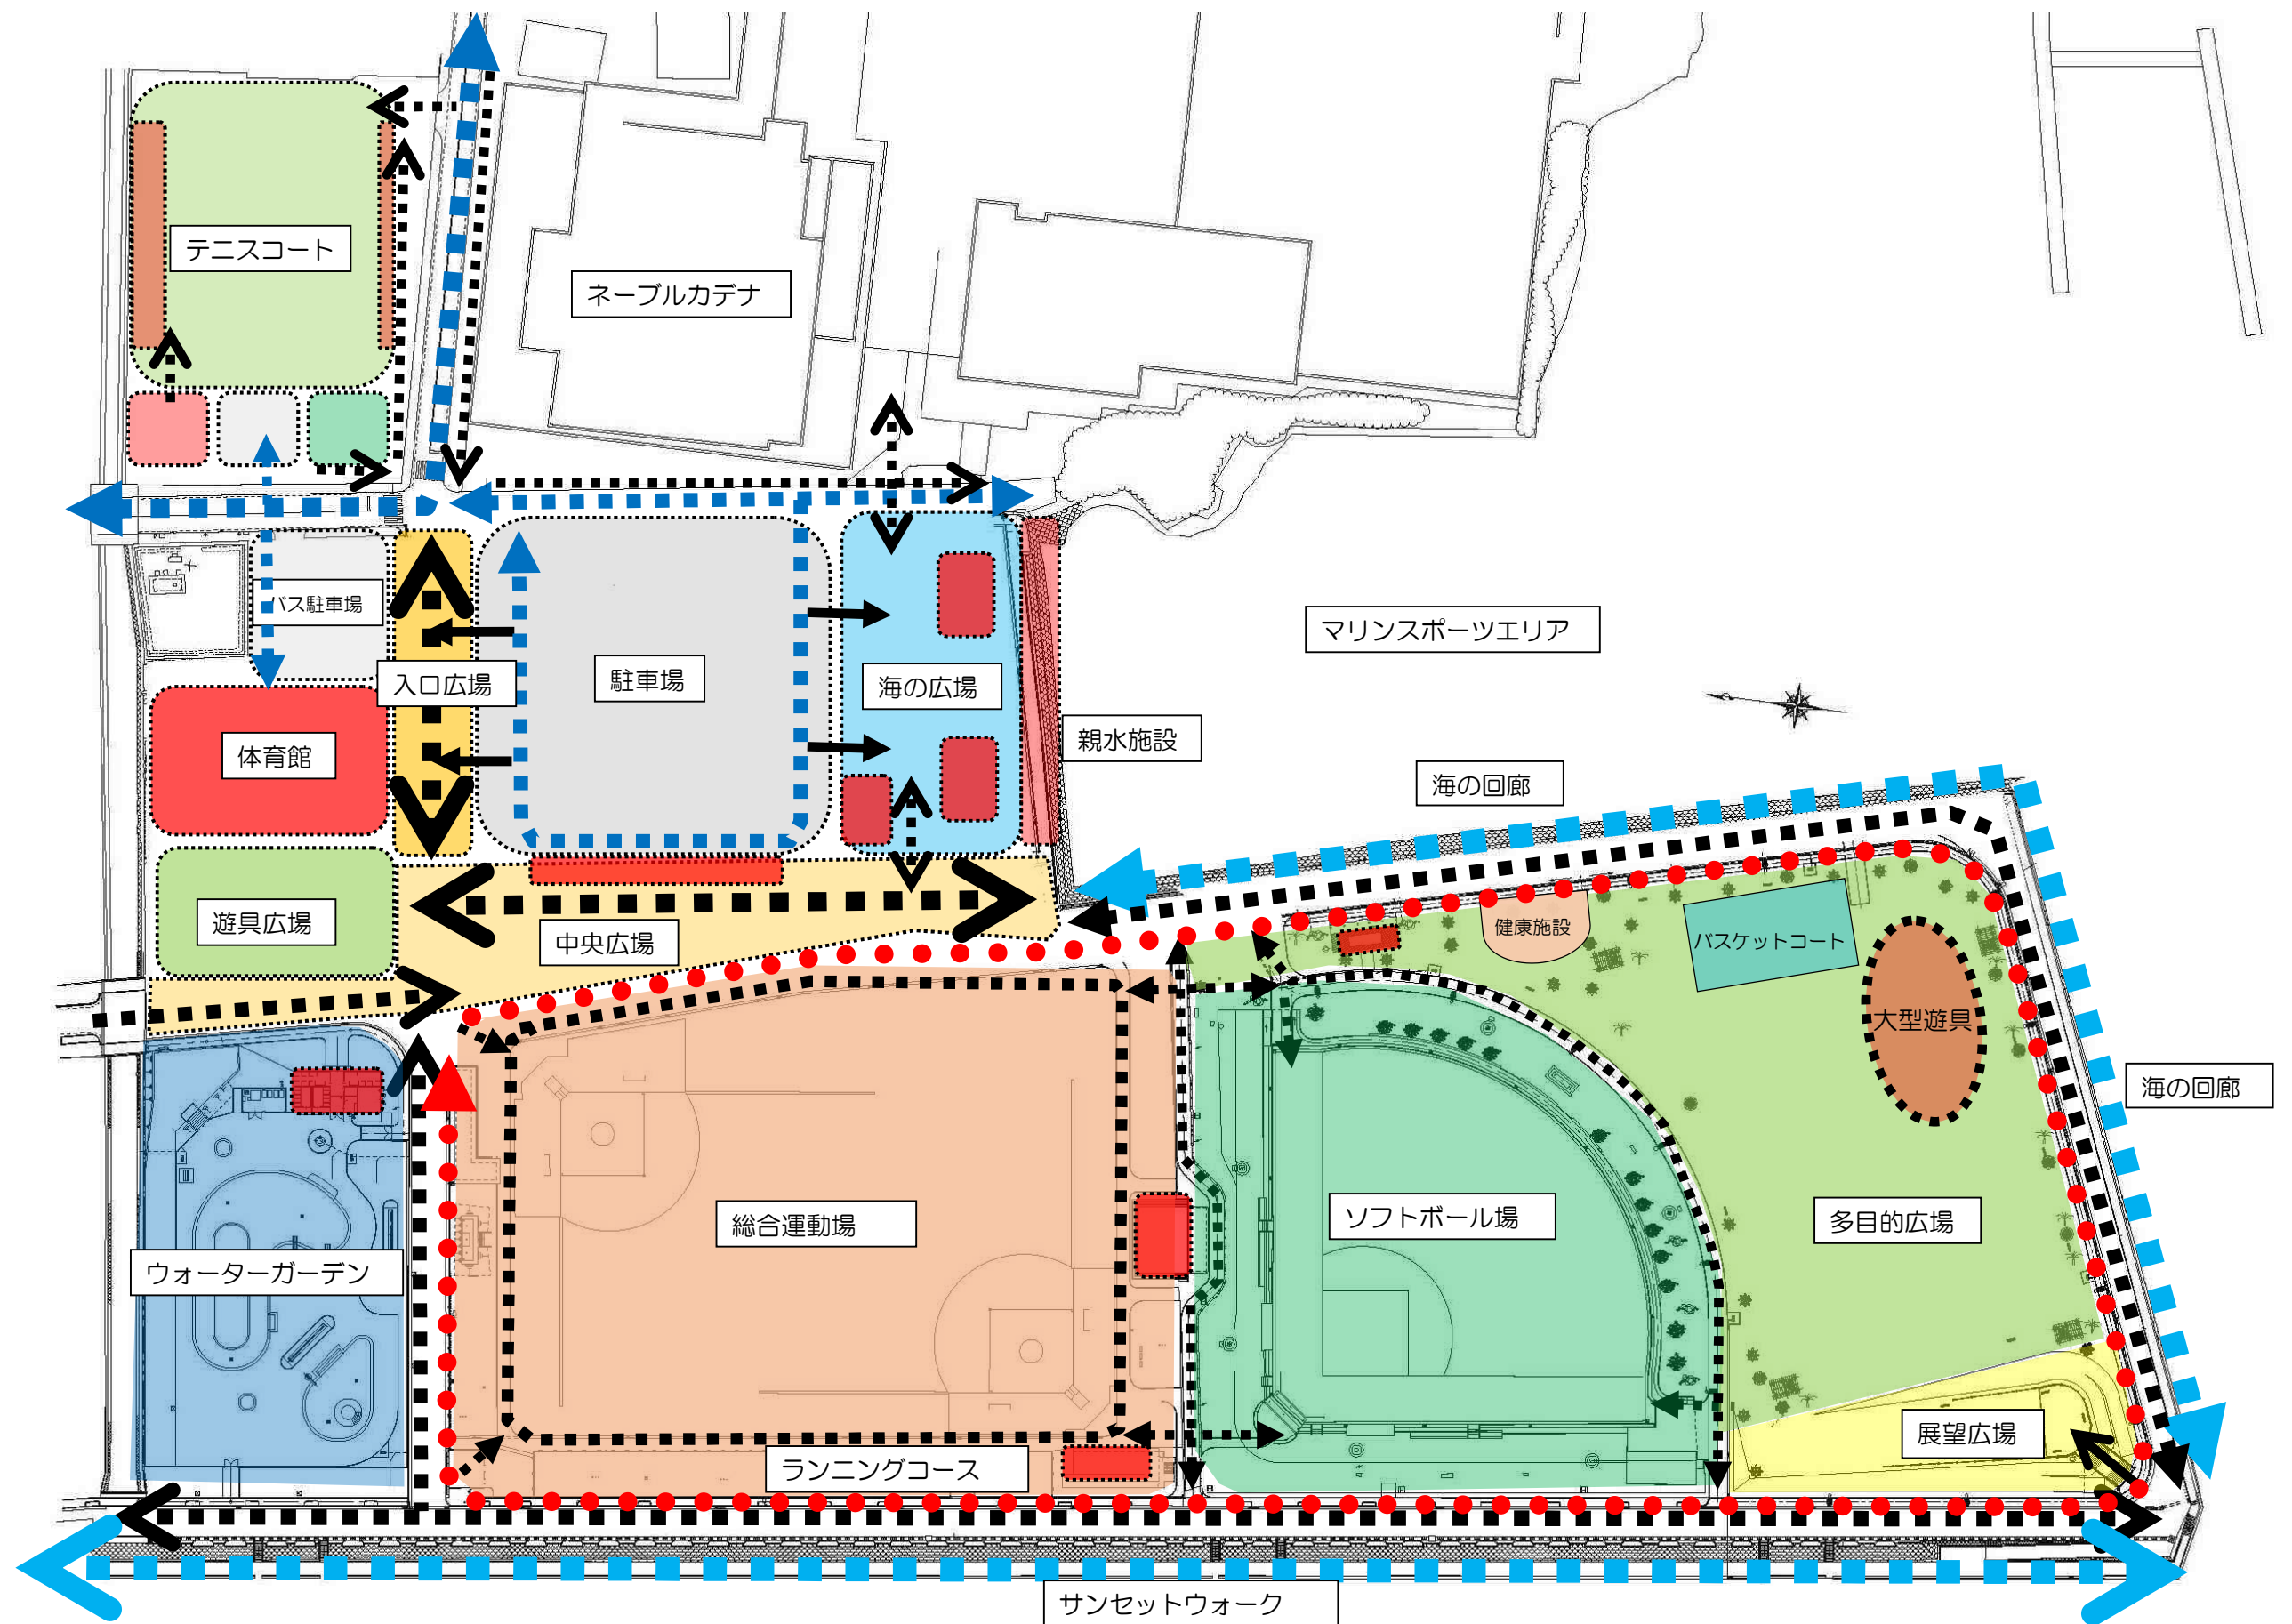 テニスコート
ネーブルカデナ
バス駐車場
マリンスポーツエリア
入口広場
駐車場
海の広場
体育館
親水施設
海の回廊
遊具広場
中央広場
健康施設
バスケットコート
大型遊具
海の回廊
総合運動場
ソフトボール場
多目的広場
ウォーターガーデン
展望広場
ランニングコース
サンセットウォーク